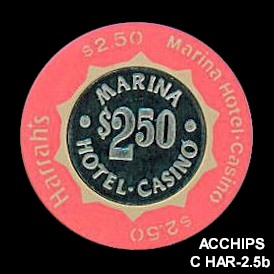 $2.50
Marina Hotel-Casino
$2.50
Harrah's
MARINA
$2.50
HOTEL-CASINO
ACCHIPS
C HAR-2.5b